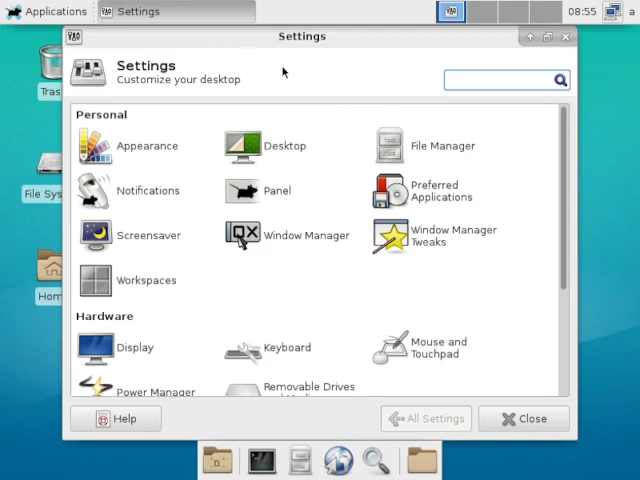 Applications
Settings
08:55
a
Settings
Settings
Customize your desktop
Personal
Appearance
Desktop
File Manager
Notifications
Panel
Preferred
Applications
Screensaver
Window Manager
Window Manager
Tweaks
Workspaces
Hardware
Display
Keyboard
Mouse and
Touchpad
Power Manager
Removable Drives
Help
All Settings
Close
Tras
File Sys
Hom